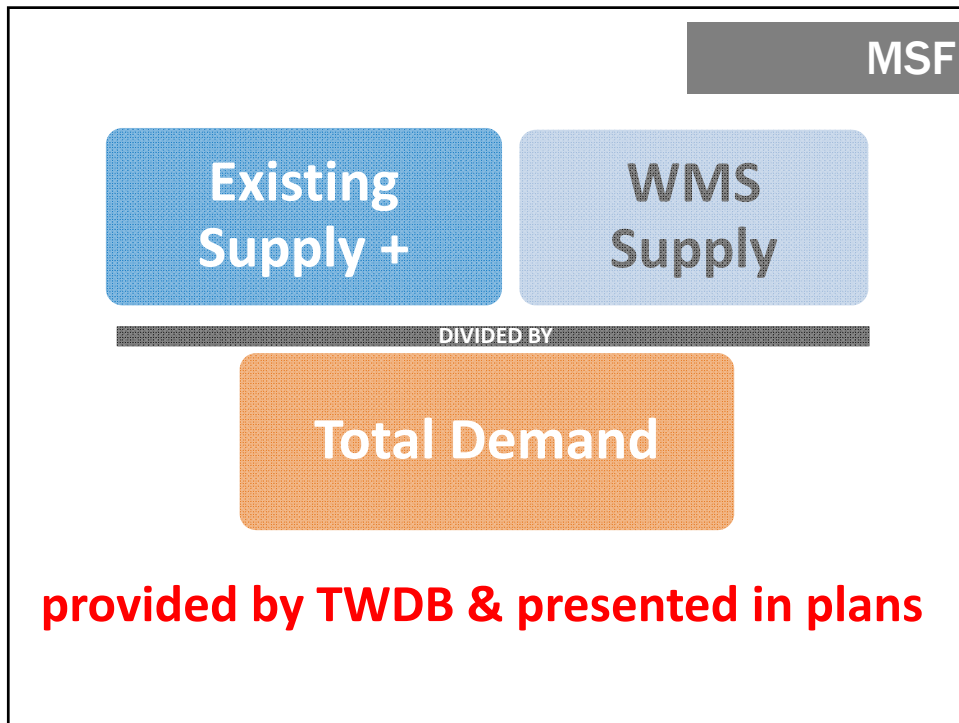 MSF
Existing
Supply +
WMS
Supply
DIVIDED BY
Total Demand
provided by TWDB & presented in plans